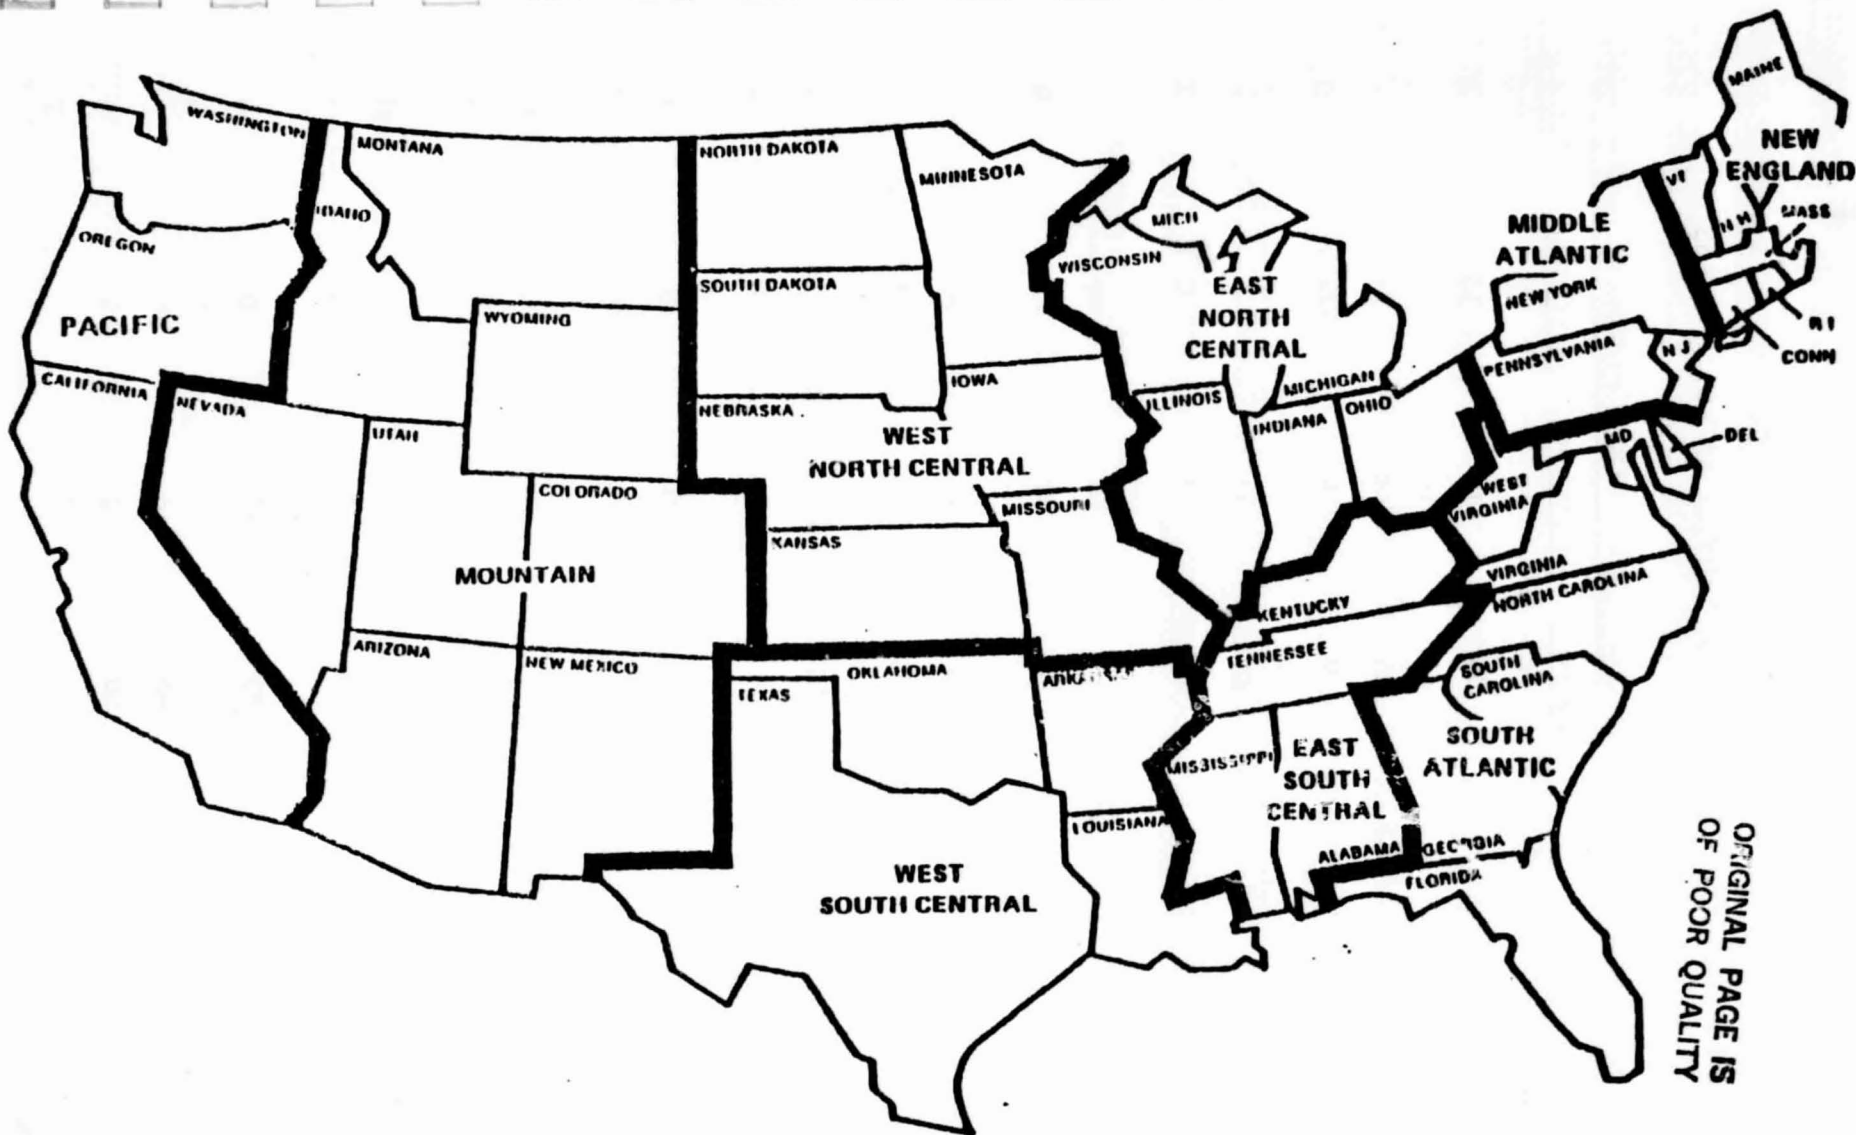 WASHINGTON
MONTANA
NORTH DAKOTA
MINNESOTA
MAINE
NEW
ENGLAND
VT
N H
MASS
R I
CONN
IDAHO
OREGON
PACIFIC
WYOMING
SOUTH DAKOTA
MICH
WISCONSIN
EAST
NORTH
CENTRAL
MICHIGAN
MIDDLE
ATLANTIC
NEW YORK
PENNSYLVANIA
N J
CALIFORNIA
NEVADA
UTAH
COLORADO
MOUNTAIN
NEBRASKA
IOWA
WEST
NORTH CENTRAL
ILLINOIS
INDIANA
OHIO
MD
DEL
WEST
VIRGINIA
KANSAS
MISSOURI
KENTUCKY
VIRGINIA
NORTH CAROLINA
ARIZONA
NEW MEXICO
TEXAS
OKLAHOMA
TENNESSEE
SOUTH
CAROLINA
MISSISSIPPI
EAST
SOUTH
CENTRAL
SOUTH
ATLANTIC
LOUISIANA
ALABAMA
GEORGIA
FLORIDA
WEST
SOUTH CENTRAL
ORIGINAL PAGE IS
OF POOR QUALITY